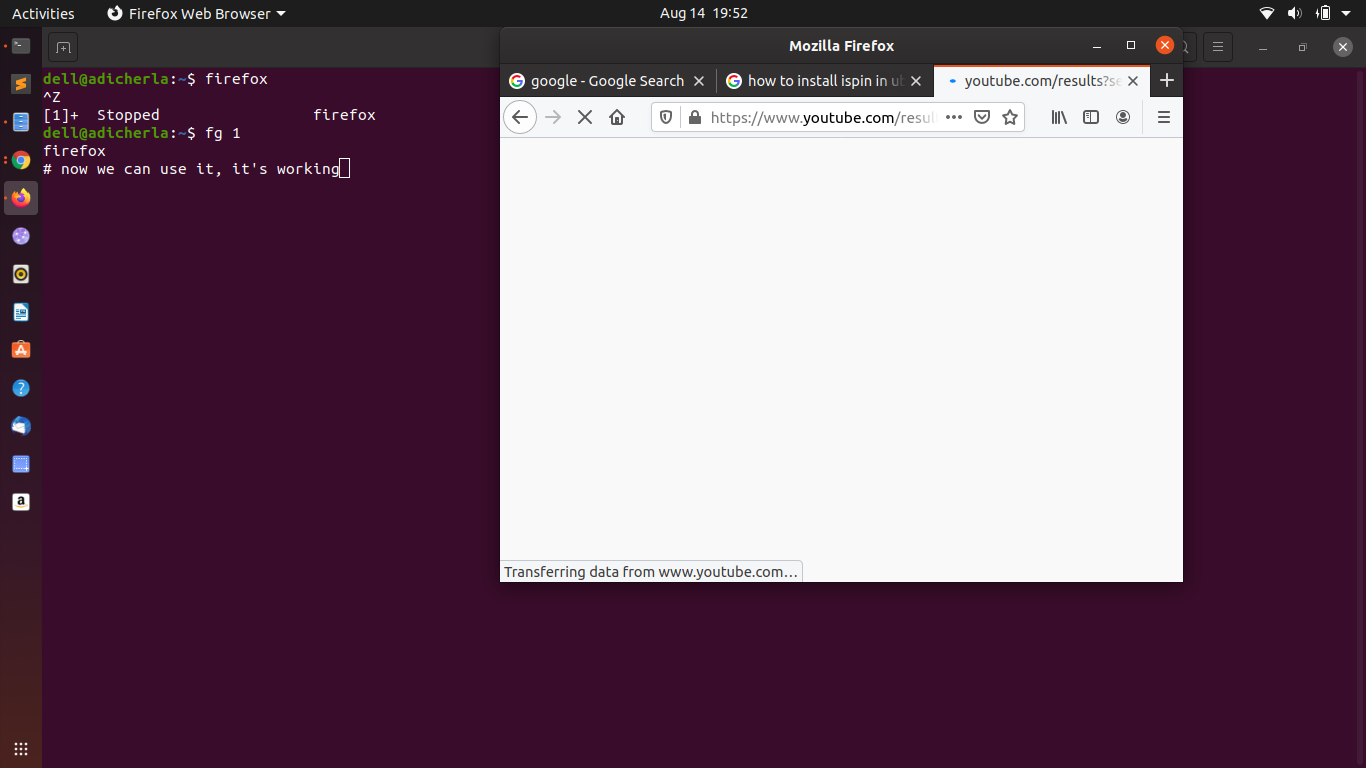 Activities
Firefox Web Browser
Aug 14 19:52
dell@adicherla:~$ firefox
^Z
[1]+  Stopped                 firefox
dell@adicherla:~$ fg 1
firefox
# now we can use it, it's working
Mozilla Firefox
google - Google Search
how to install ispin in ub
youtube.com/results?se
https://www.youtube.com/resul
Transferring data from www.youtube.com…